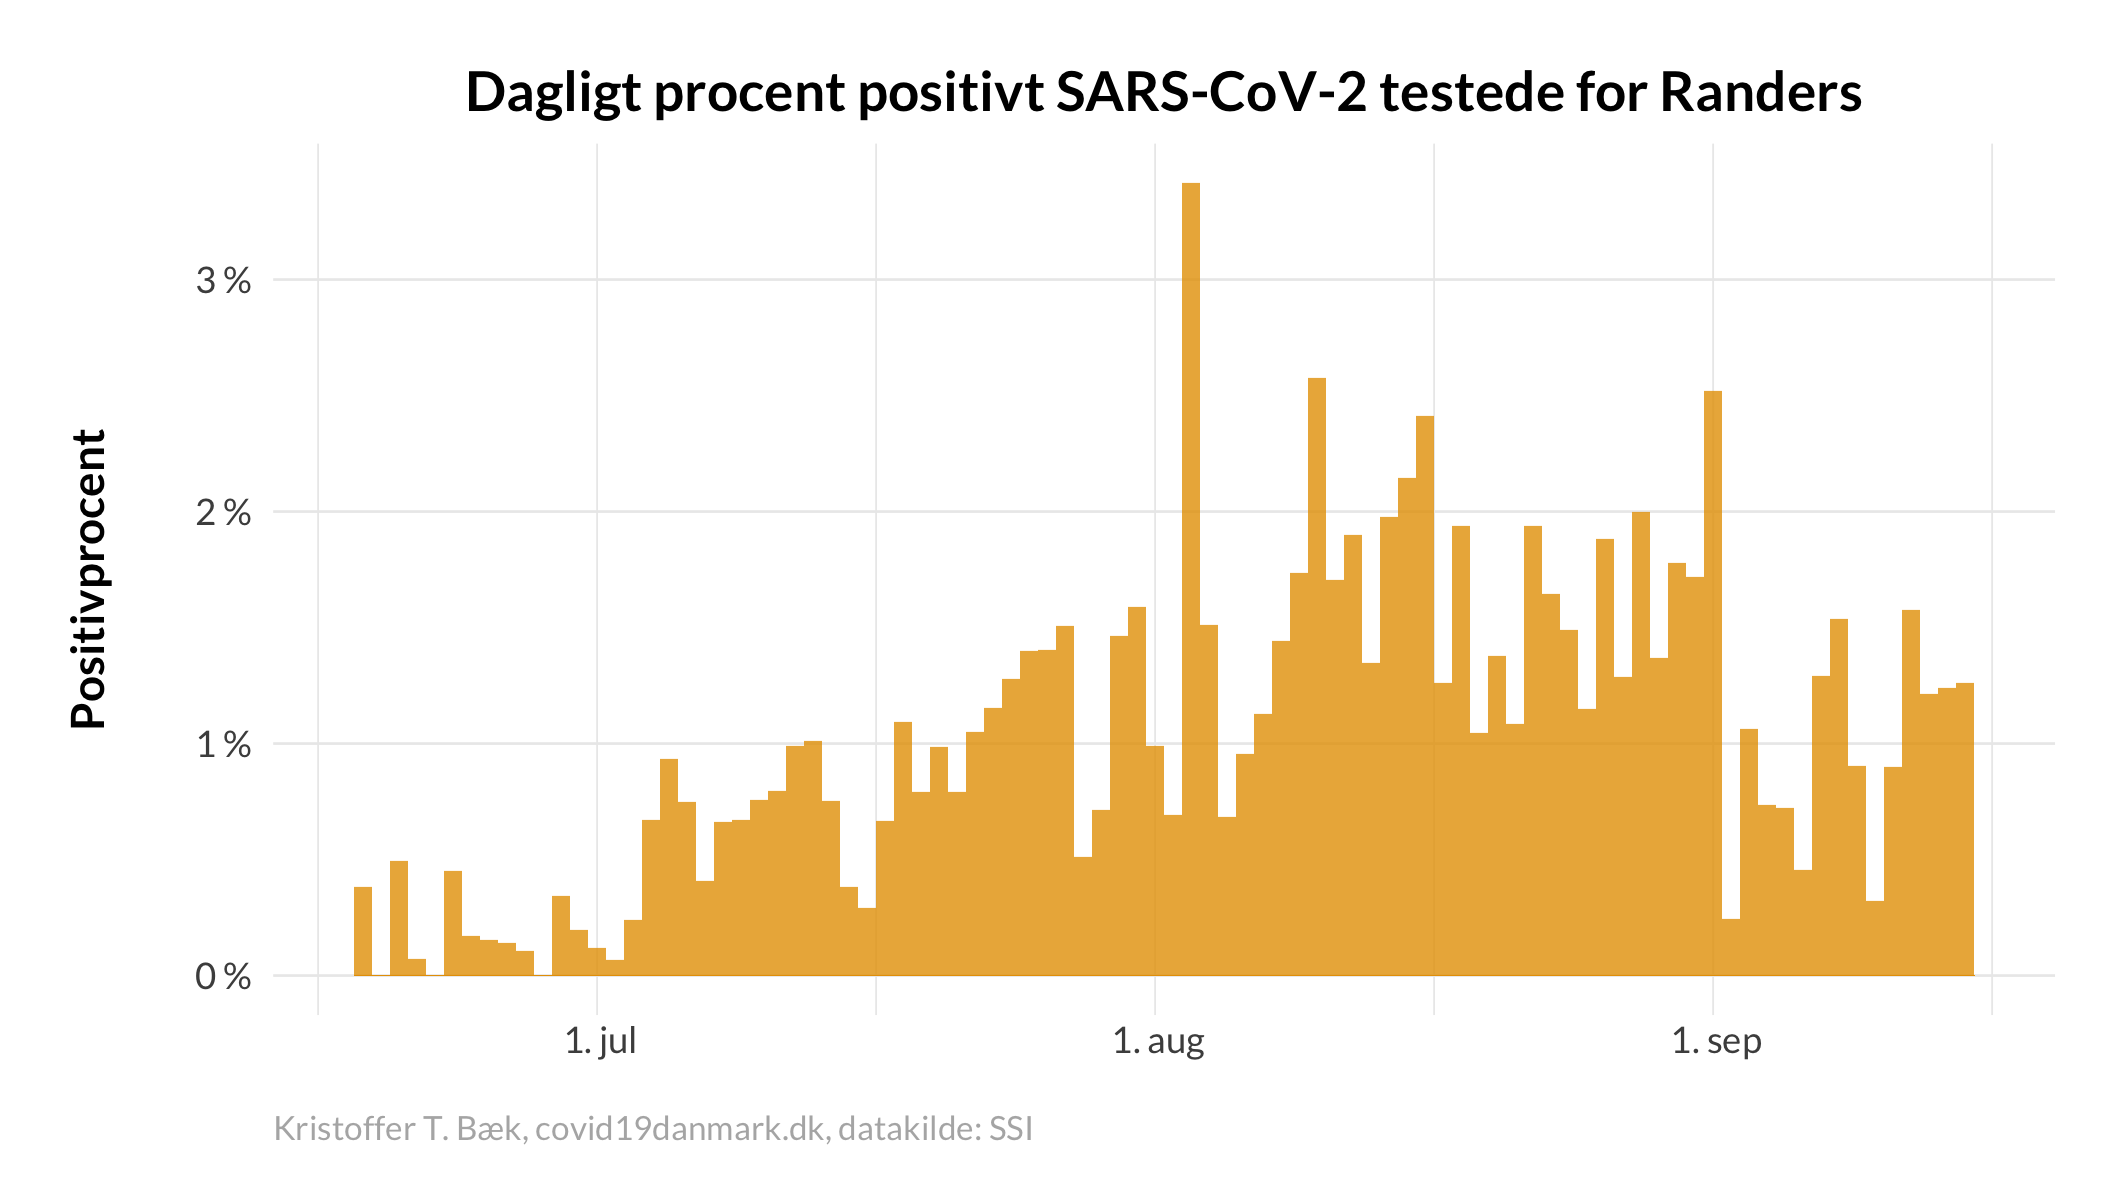 Dagligt procent positivt SARS-CoV-2 testede for Randers
Positivprocent
3 %
2 %
1 %
0 %
1. jul
1. aug
1. sep
Kristoffer T. Bæk, covid19danmark.dk, datakilde: SSI